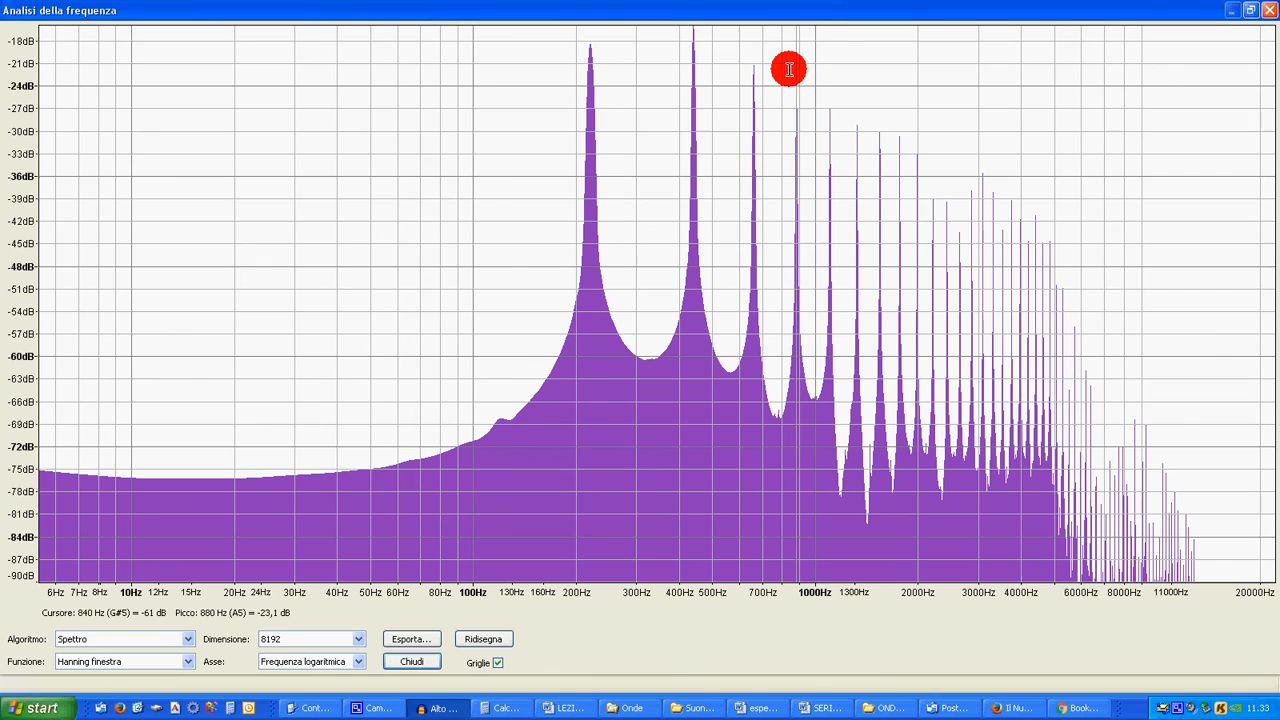 Analisi della frequenza
-18dB
-21dB
-24dB
-27dB
-30dB
-33dB
-36dB
-39dB
-42dB
-45dB
-48dB
-51dB
-54dB
-57dB
-60dB
-63dB
-66dB
-69dB
-72dB
-75dB
-78dB
-81dB
-84dB
-87dB
-90dB
6Hz 7Hz 8Hz 10Hz 12Hz 14Hz 20Hz 24Hz 30Hz 40Hz 50Hz 60Hz 70Hz 100Hz 130Hz 160Hz 200Hz 300Hz 400Hz 500Hz 700Hz 1000Hz 1300Hz 2000Hz 3000Hz 4000Hz 6000Hz 11000Hz 20000Hz
Cursore: 840 Hz (G#5) = -61 dB Picco: 880 Hz (A5) = -23,1 dB
Algoritmo: Spettro Dimensione: 8192 Esporta... Ridisegna
Funzione: Hanning finestra Asse: Frequenza logaritmica Chiudi Griglie
start Cont... Cam... Alto ... Calc... LEZI... Onde Suon... espe... SERI... OND... Post... Il Nu... Book... 11.33